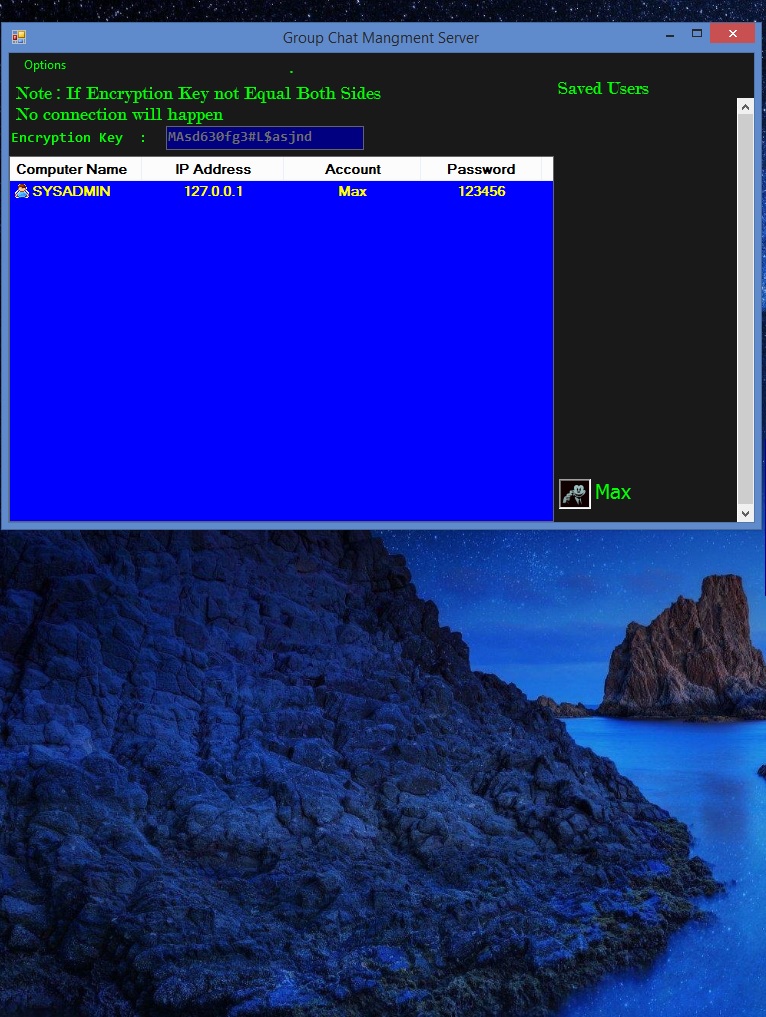 Group Chat Mangment Server
Options
.
Note : If Encryption Key not Equal Both Sides
No connection will happen
Saved Users
Encryption Key : MAsd630fg3#L$asjnd
Computer Name IP Address Account Password
SYSADMIN 127.0.0.1 Max 123456
Max